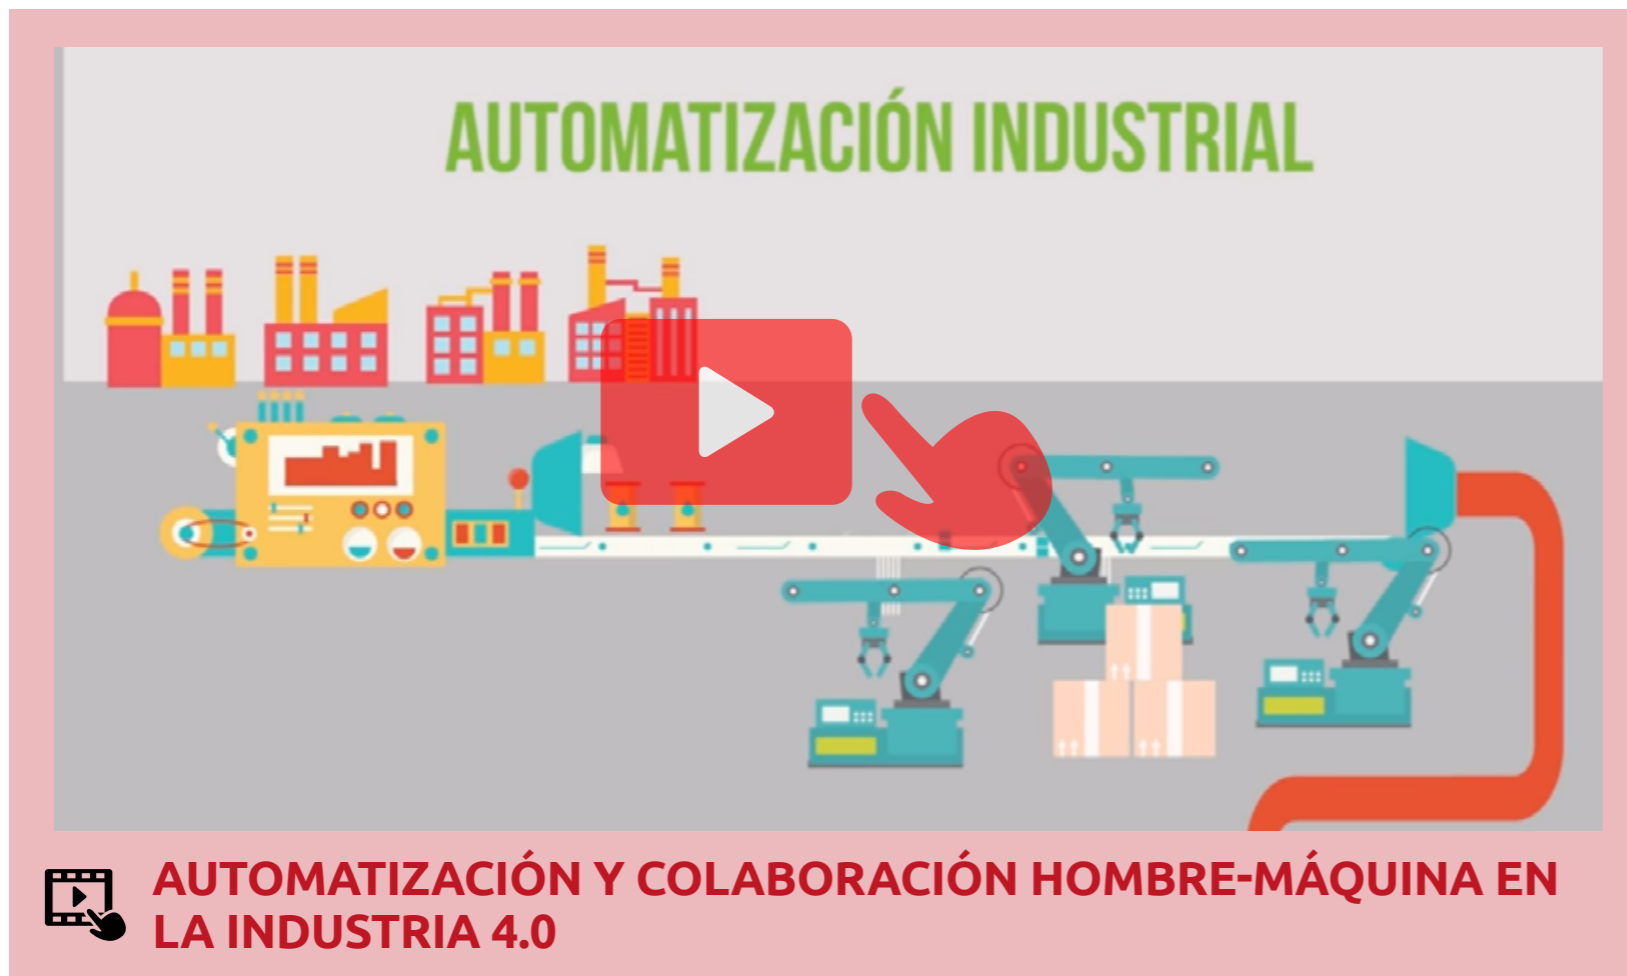 AUTOMATIZACIÓN INDUSTRIAL
AUTOMATIZACIÓN Y COLABORACIÓN HOMBRE-MÁQUINA EN
LA INDUSTRIA 4.0